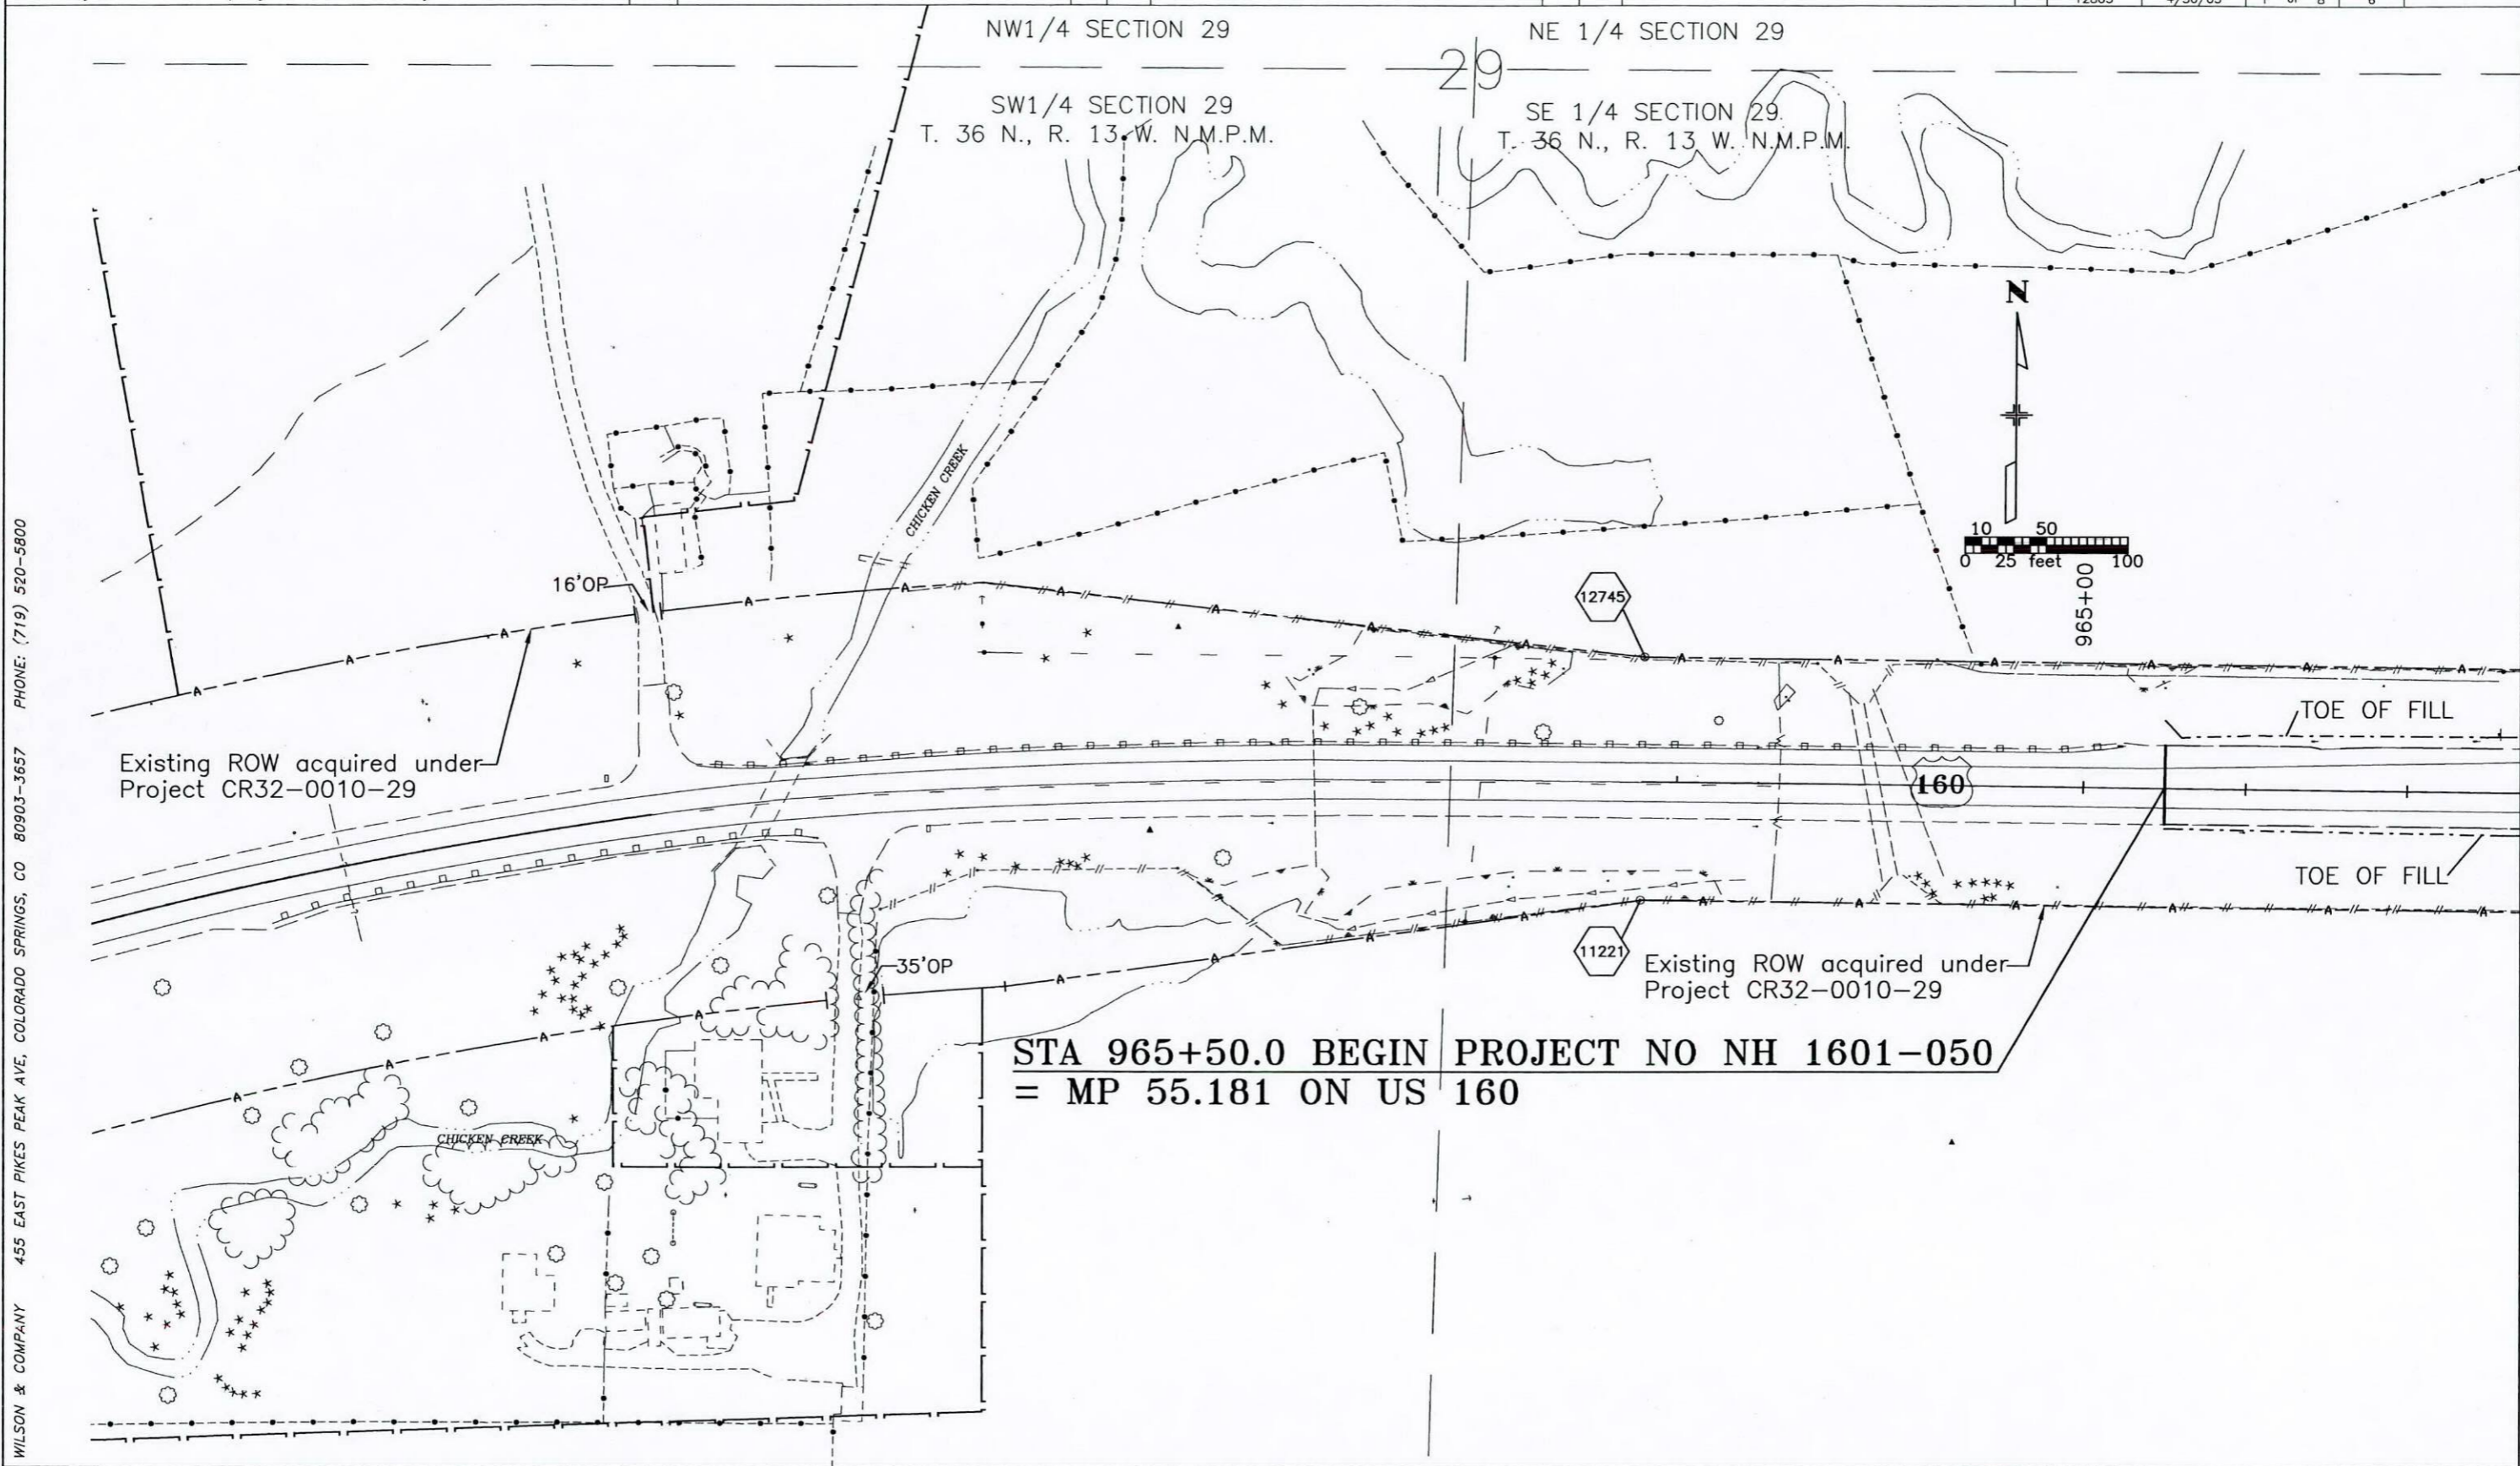 NW1/4 SECTION 29
NE 1/4 SECTION 29
29
SW1/4 SECTION 29
T. 36 N., R. 13 W. N.M.P.M.
SE 1/4 SECTION 29
T. 36 N., R. 13 W. N.M.P.M.
N
CHICKEN CREEK
10 50
0 25 feet 100
965+00
16'OP
12745
Existing ROW acquired under
Project CR32-0010-29
TOE OF FILL
160
TOE OF FILL
35'OP
11221
Existing ROW acquired under
Project CR32-0010-29
STA 965+50.0 BEGIN PROJECT NO NH 1601-050
= MP 55.181 ON US 160
CHICKEN CREEK
A A A A A A A A A A A A A A A
A A A A A A A A A A A A A A A
WILSON & COMPANY 455 EAST PIKES PEAK AVE, COLORADO SPRINGS, CO 80903-3657 PHONE: (719) 520-5800